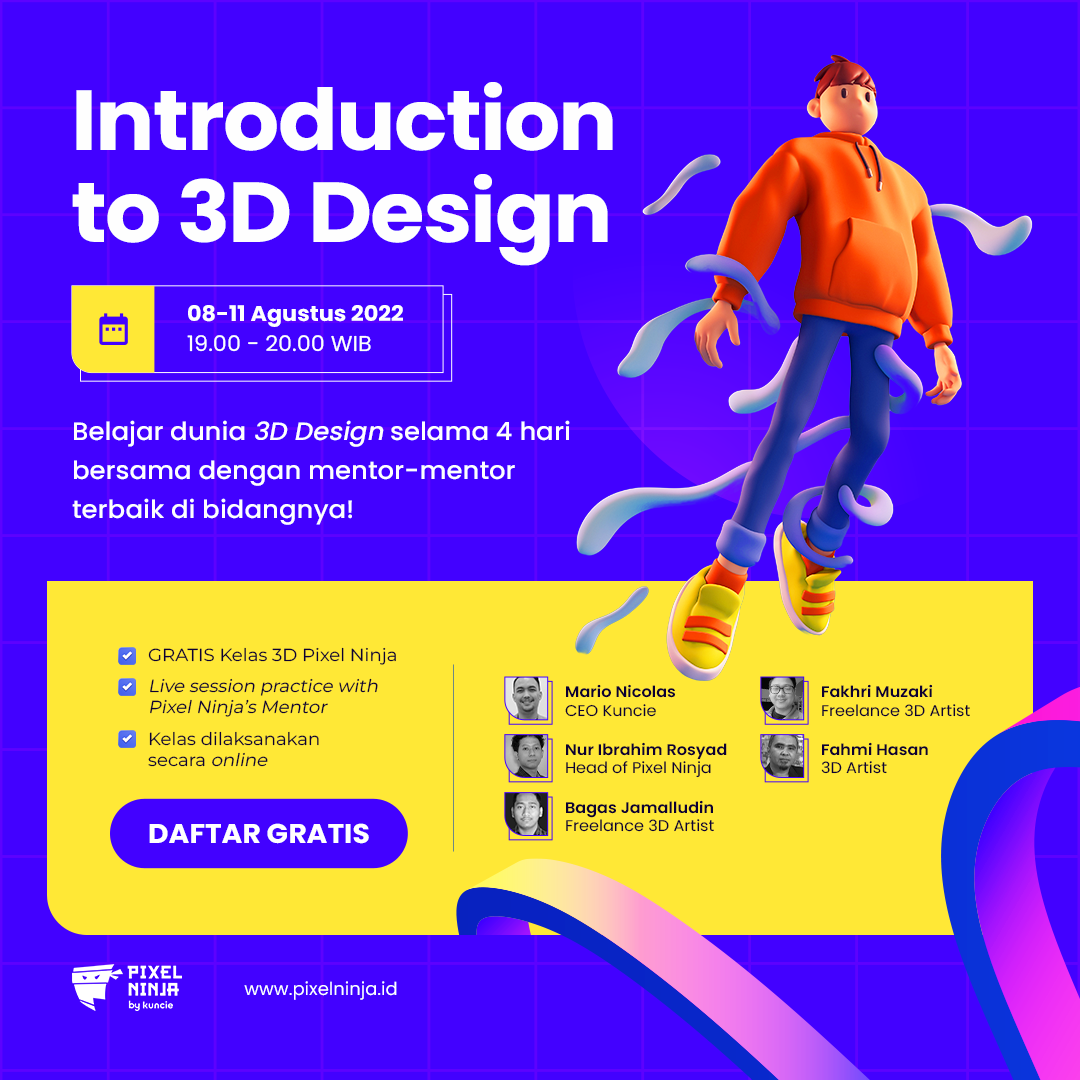 Introduction
to 3D Design
08-11 Agustus 2022
19.00 - 20.00 WIB
Belajar dunia 3D Design selama 4 hari
bersama dengan mentor-mentor
terbaik di bidangnya!
GRATIS Kelas 3D Pixel Ninja
Live session practice with
Pixel Ninja's Mentor
Kelas dilaksanakan
secara online
DAFTAR GRATIS
Mario Nicolas
CEO Kuncie
Nur Ibrahim Rosyad
Head of Pixel Ninja
Bagas Jamalludin
Freelance 3D Artist
Fakhri Muzaki
Freelance 3D Artist
Fahmi Hasan
3D Artist
PIXEL
NINJA
by kuncie
www.pixelninja.id